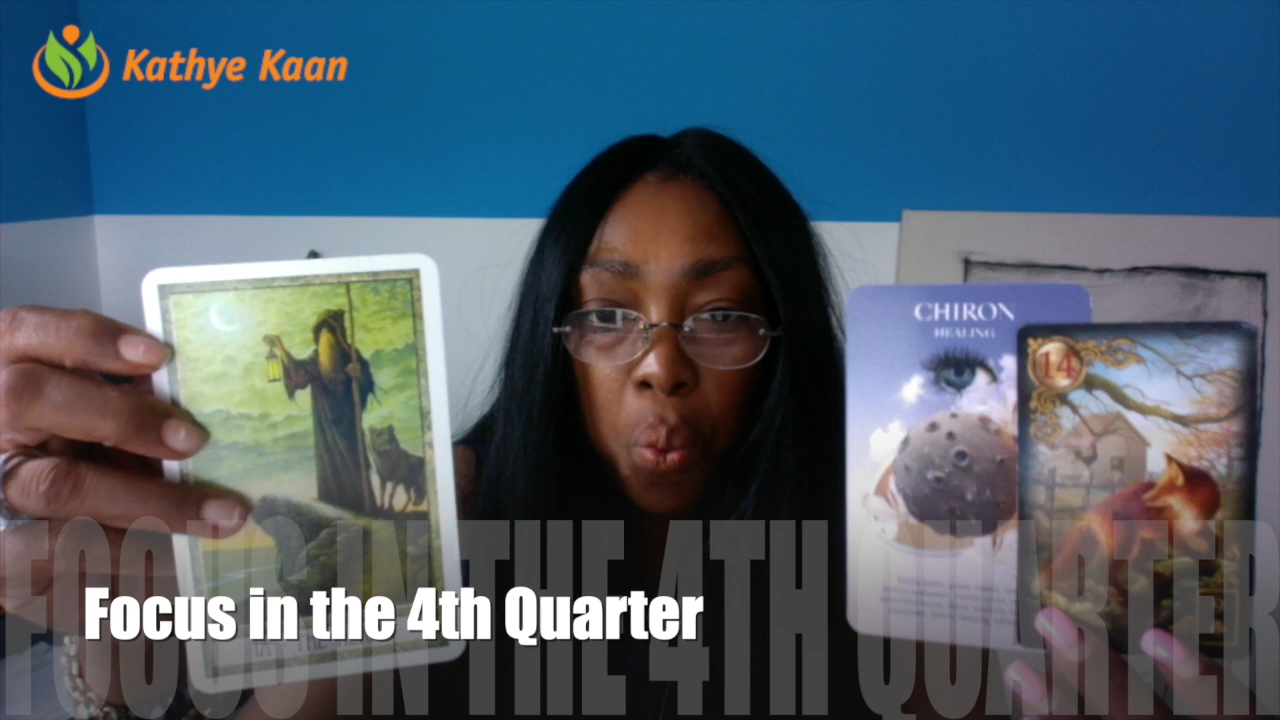 Kathye Kaan
CHIRON
HEALING
14
Focus in the 4th Quarter
FOCUS IN THE 4TH QUARTER